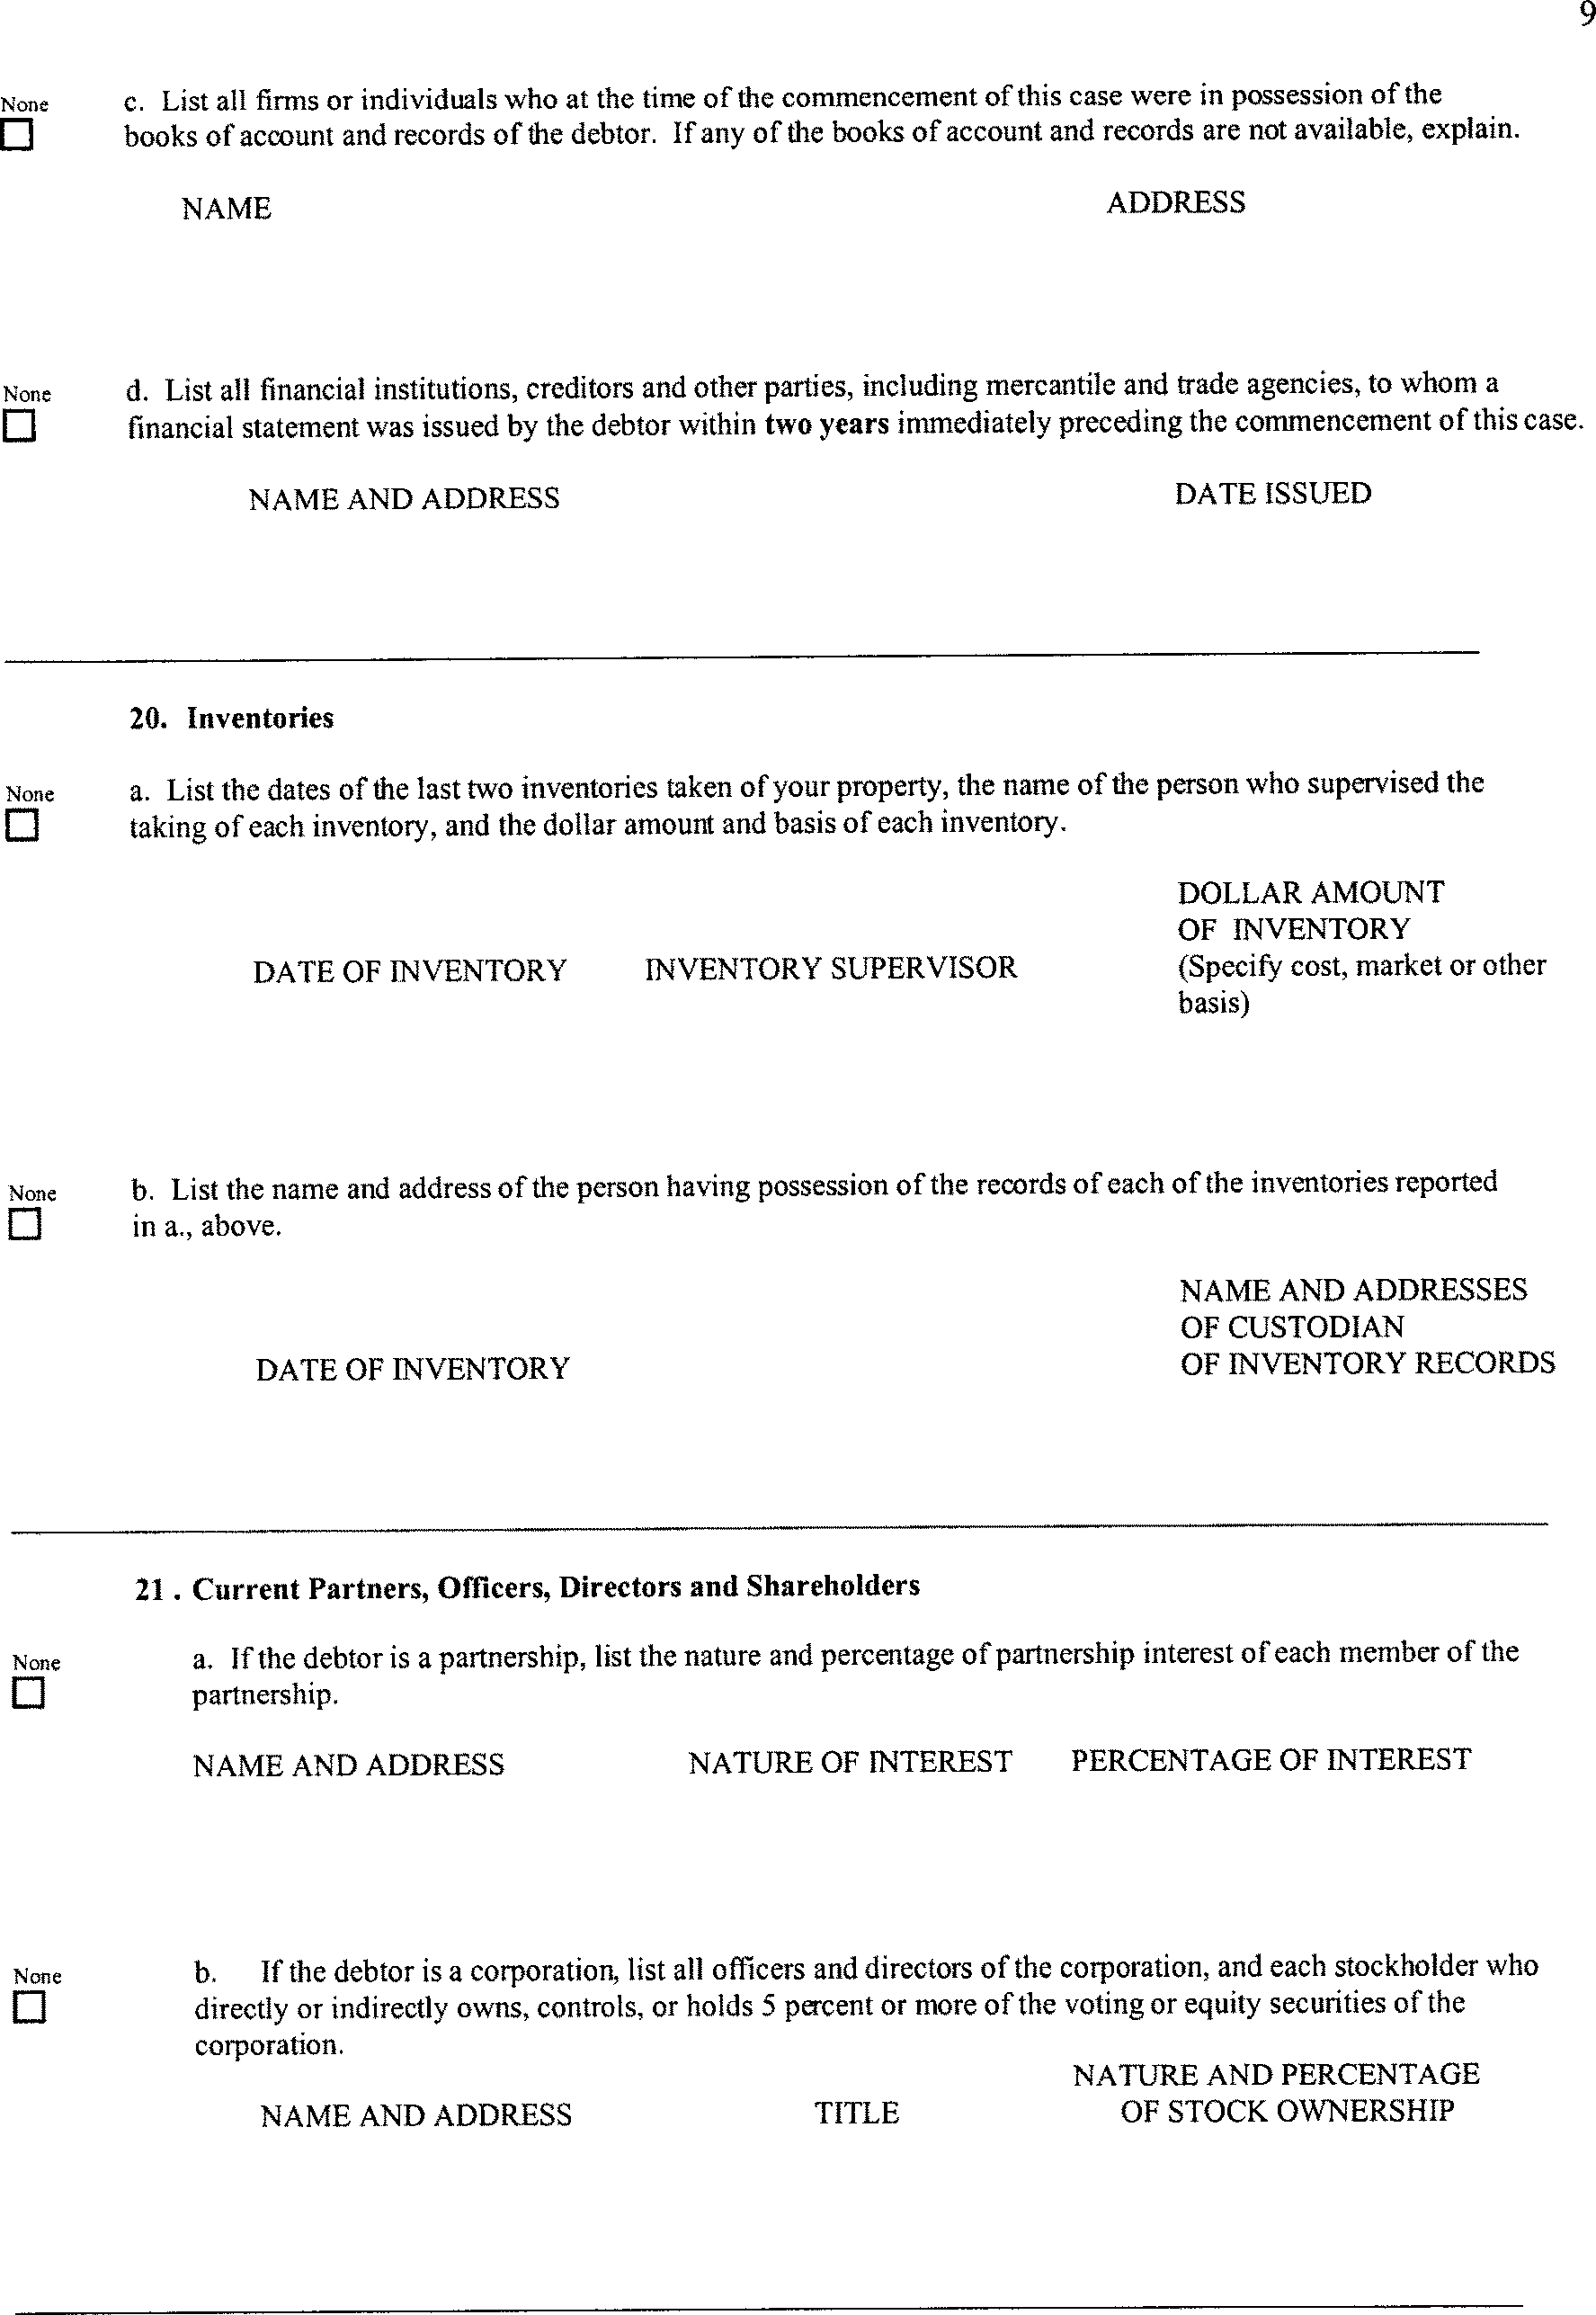 9
None c. List all firms or individuals who at the time of the commencement of this case were in possession of the
books of account and records of the debtor. If any of the books of account and records are not available, explain.
NAME ADDRESS
None d. List all financial institutions, creditors and other parties, including mercantile and trade agencies, to whom a
financial statement was issued by the debtor within two years immediately preceding the commencement of this case.
NAME AND ADDRESS DATE ISSUED
20. Inventories
None a. List the dates of the last two inventories taken of your property, the name of the person who supervised the
taking of each inventory, and the dollar amount and basis of each inventory.
DOLLAR AMOUNT
OF INVENTORY
DATE OF INVENTORY INVENTORY SUPERVISOR (Specify cost, market or other
basis)
None b. List the name and address of the person having possession of the records of each of the inventories reported
in a., above.
NAME AND ADDRESSES
OF CUSTODIAN
DATE OF INVENTORY OF INVENTORY RECORDS
21 . Current Partners, Officers, Directors and Shareholders
None a. If the debtor is a partnership, list the nature and percentage of partnership interest of each member of the
partnership.
NAME AND ADDRESS NATURE OF INTEREST PERCENTAGE OF INTEREST
None b. If the debtor is a corporation, list all officers and directors of the corporation, and each stockholder who
directly or indirectly owns, controls, or holds 5 percent or more of the voting or equity securities of the
corporation.
NATURE AND PERCENTAGE
NAME AND ADDRESS TITLE OF STOCK OWNERSHIP